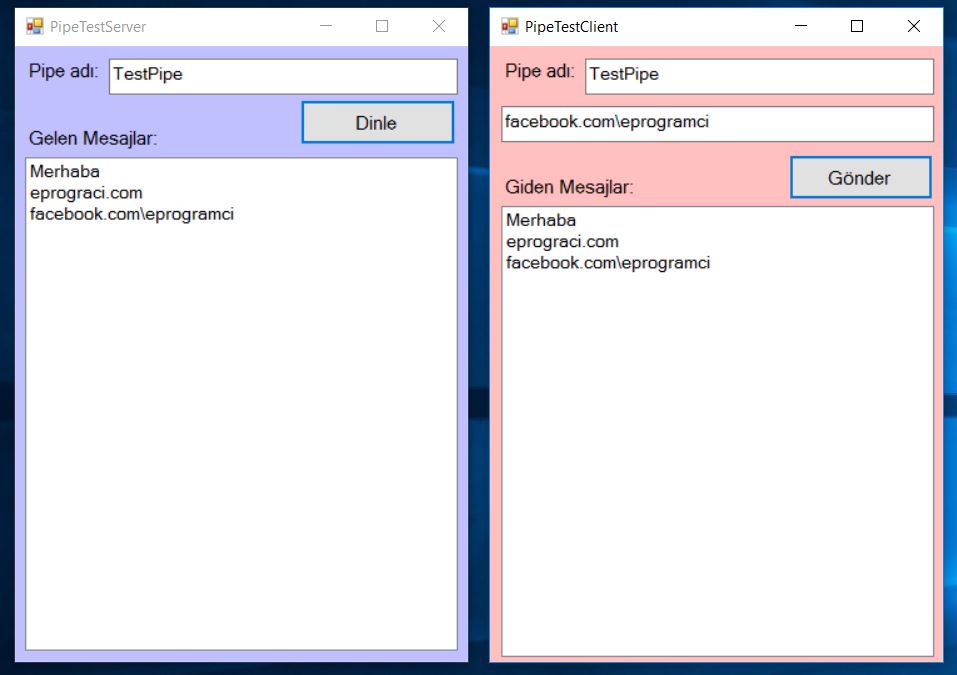 PipeTestServer
Pipe adı: TestPipe
Dinle
Gelen Mesajlar:
Merhaba
eprograci.com
facebook.com\eprogramci
PipeTestClient
Pipe adı: TestPipe
facebook.com\eprogramci
Gönder
Giden Mesajlar:
Merhaba
eprograci.com
facebook.com\eprogramci